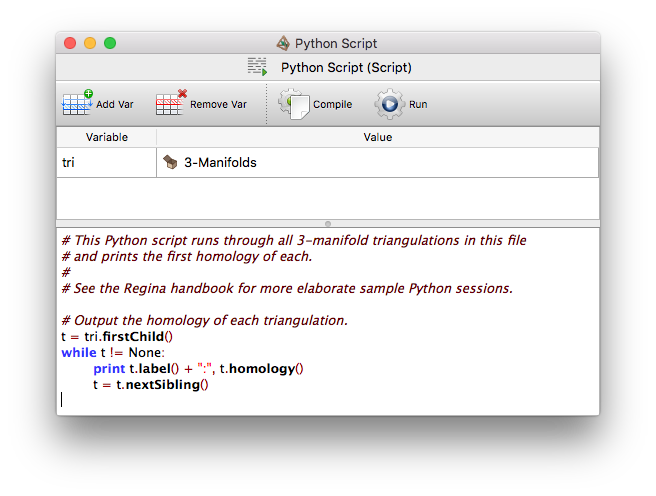 Python Script
Python Script (Script)
Add Var Remove Var Compile Run
Variable Value
tri 3-Manifolds
# This Python script runs through all 3-manifold triangulations in this file
# and prints the first homology of each.
#
# See the Regina handbook for more elaborate sample Python sessions.
# Output the homology of each triangulation.
t = tri.firstChild()
while t != None:
    print t.label() + ":", t.homology()
    t = t.nextSibling()